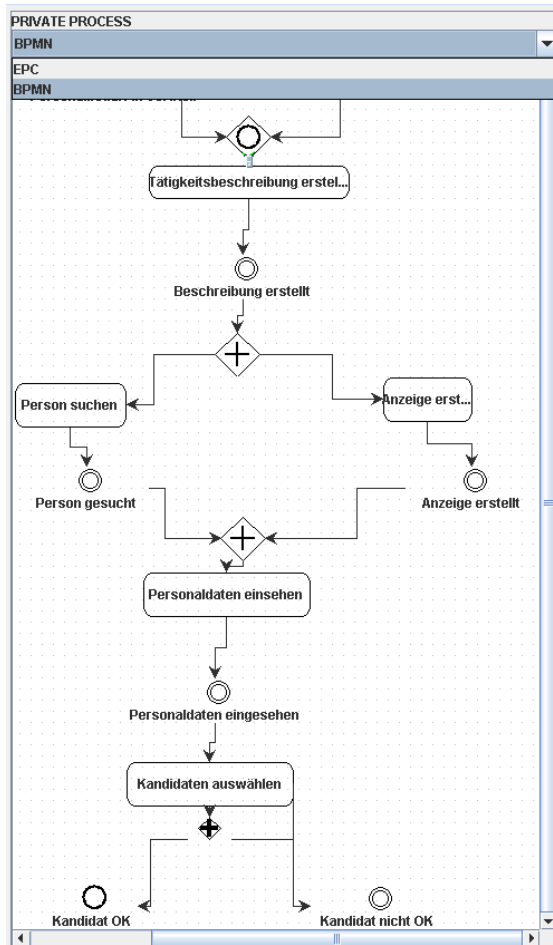 PRIVATE PROCESS
BPMN
EPC
BPMN
Tätigkeitsbeschreibung erstel...
Beschreibung erstellt
Person suchen
Anzeige erst...
Person gesucht
Anzeige erstellt
Personaldaten einsehen
Personaldaten eingesehen
Kandidaten auswählen
Kandidat OK
Kandidat nicht OK